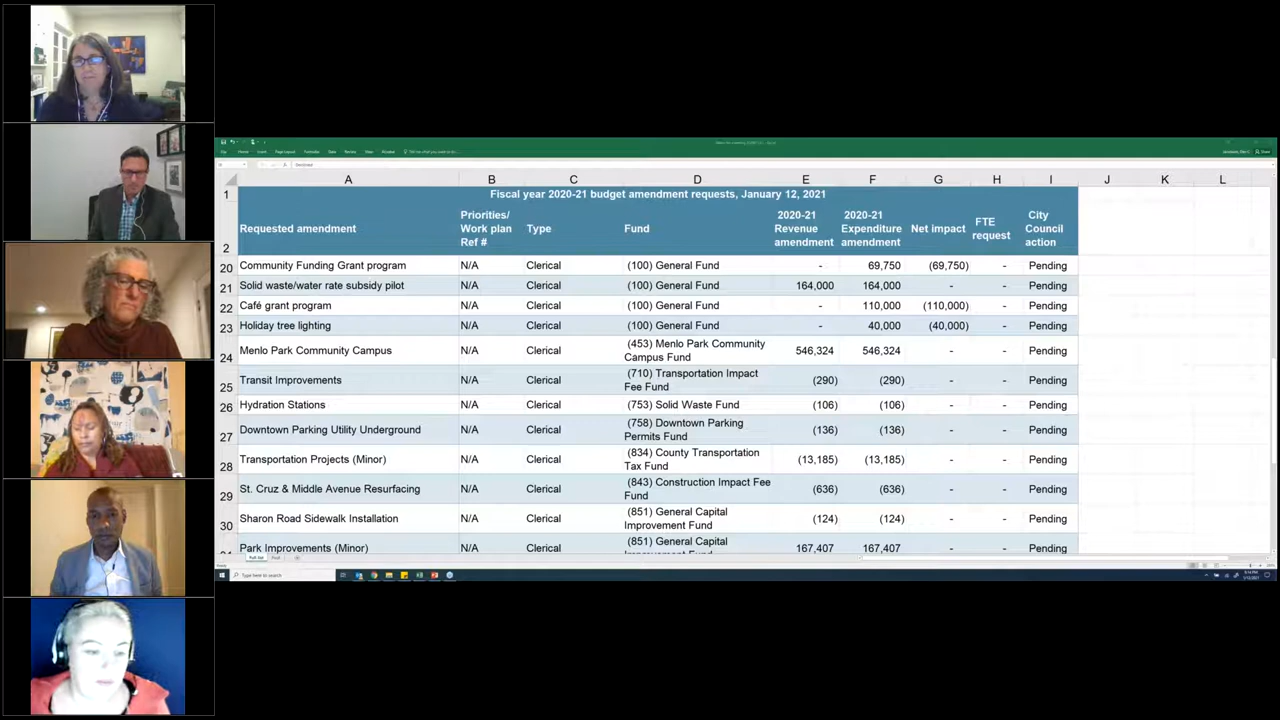 A B C D E F G H I J K L
1 Fiscal year 2020-21 budget amendment requests, January 12, 2021
2 Requested amendment Priorities/ Work plan Ref # Type Fund 2020-21 Revenue amendment 2020-21 Expenditure amendment Net impact FTE request City Council action
20 Community Funding Grant program N/A Clerical (100) General Fund - 69,750 (69,750) - Pending
21 Solid waste/water rate subsidy pilot N/A Clerical (100) General Fund 164,000 164,000 - - Pending
22 Café grant program N/A Clerical (100) General Fund - 110,000 (110,000) - Pending
23 Holiday tree lighting N/A Clerical (100) General Fund - 40,000 (40,000) - Pending
24 Menlo Park Community Campus N/A Clerical (453) Menlo Park Community Campus Fund 546,324 546,324 - - Pending
25 Transit Improvements N/A Clerical (710) Transportation Impact Fee Fund (290) (290) - - Pending
26 Hydration Stations N/A Clerical (753) Solid Waste Fund (106) (106) - - Pending
27 Downtown Parking Utility Underground N/A Clerical (758) Downtown Parking Permits Fund (136) (136) - - Pending
28 Transportation Projects (Minor) N/A Clerical (834) County Transportation Tax Fund (13,185) (13,185) - - Pending
29 St. Cruz & Middle Avenue Resurfacing N/A Clerical (843) Construction Impact Fee Fund (636) (636) - - Pending
30 Sharon Road Sidewalk Installation N/A Clerical (851) General Capital Improvement Fund (124) (124) - - Pending
Park Improvements (Minor) N/A Clerical (851) General Capital Improvement Fund 167,407 167,407 - - Pending
Type here to search